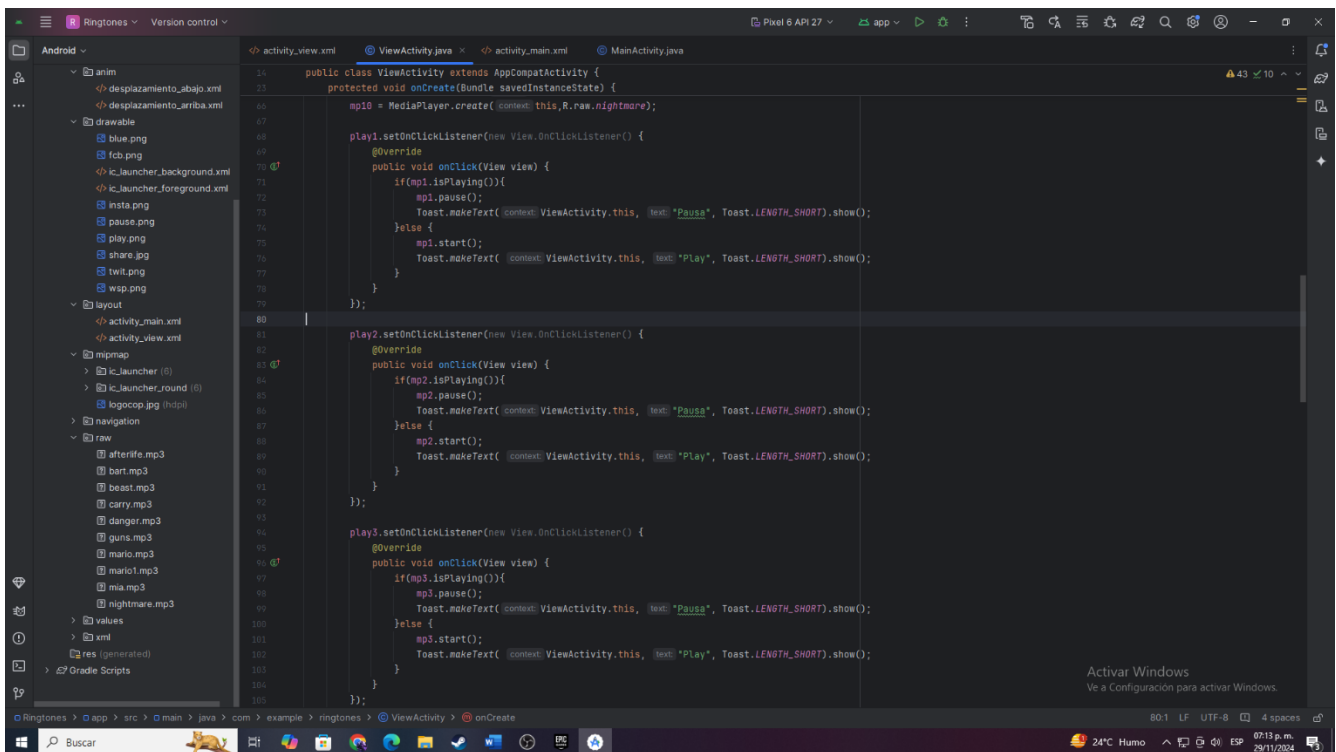 Ringtones Version control Pixel 6 API 27 app
Android
activity_view.xml ViewActivity.java activity_main.xml MainActivity.java
anim
desplazamiento_abajo.xml
desplazamiento_arriba.xml
drawable
blue.png
fcb.png
ic_launcher_background.xml
ic_launcher_foreground.xml
insta.png
pause.png
play.png
share.jpg
twit.png
wsp.png
layout
activity_main.xml
activity_view.xml
mipmap
ic_launcher (6)
ic_launcher_round (6)
logocop.jpg (hdpi)
navigation
raw
afterlife.mp3
bart.mp3
beast.mp3
carry.mp3
danger.mp3
guns.mp3
mario.mp3
mario1.mp3
mia.mp3
nightmare.mp3
values
xml
res (generated)
Gradle Scripts
14 public class ViewActivity extends AppCompatActivity {
23 protected void onCreate(Bundle savedInstanceState) {
43 10
66 mp10 = MediaPlayer.create( context: this,R.raw.nightmare);
67
68 play1.setOnClickListener(new View.OnClickListener() {
69 @Override
70 public void onClick(View view) {
71 if(mp1.isPlaying()){
72 mp1.pause();
73 Toast.makeText( context: ViewActivity.this, text: "Pausa", Toast.LENGTH_SHORT).show();
74 }else {
75 mp1.start();
76 Toast.makeText( context: ViewActivity.this, text: "Play", Toast.LENGTH_SHORT).show();
77 }
78 }
79 });
80
81 play2.setOnClickListener(new View.OnClickListener() {
82 @Override
83 public void onClick(View view) {
84 if(mp2.isPlaying()){
85 mp2.pause();
86 Toast.makeText( context: ViewActivity.this, text: "Pausa", Toast.LENGTH_SHORT).show();
87 }else {
88 mp2.start();
89 Toast.makeText( context: ViewActivity.this, text: "Play", Toast.LENGTH_SHORT).show();
90 }
91 }
92 });
93
94 play3.setOnClickListener(new View.OnClickListener() {
95 @Override
96 public void onClick(View view) {
97 if(mp3.isPlaying()){
98 mp3.pause();
99 Toast.makeText( context: ViewActivity.this, text: "Pausa", Toast.LENGTH_SHORT).show();
100 }else {
101 mp3.start();
102 Toast.makeText( context: ViewActivity.this, text: "Play", Toast.LENGTH_SHORT).show();
103 }
104 }
105 });
Activar Windows
Ve a Configuración para activar Windows.
Ringtones > app > src > main > java > com > example > ringtones > ViewActivity > onCreate
80:1 LF UTF-8 4 spaces
Buscar
24°C Humo ESP 07:13 p. m.
29/11/2024